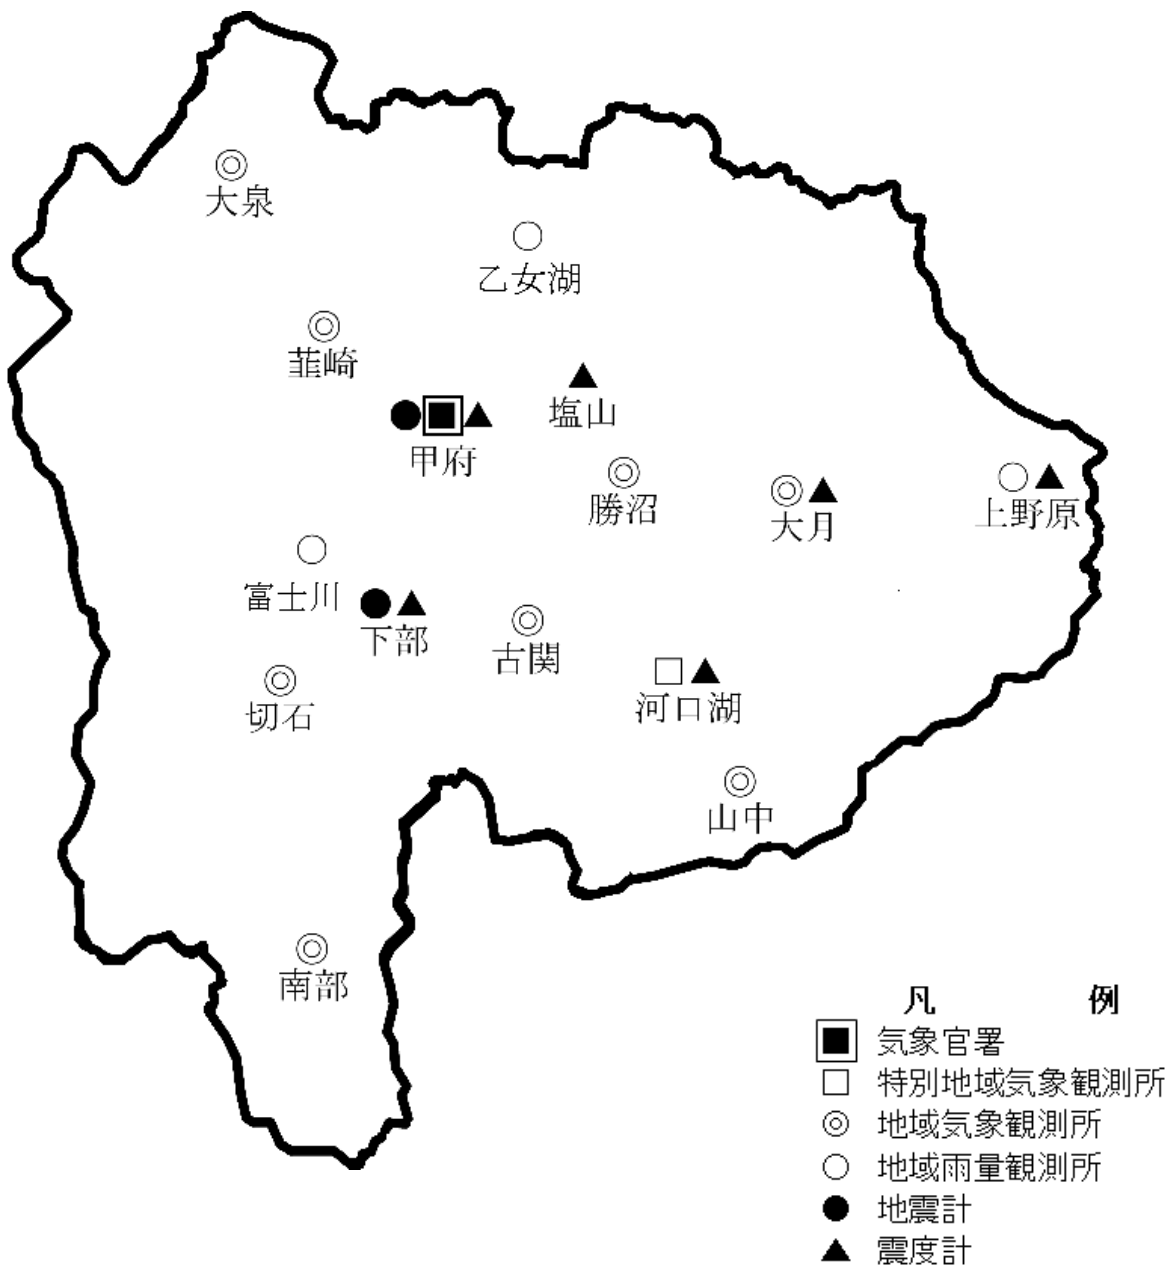 大泉
乙女湖
韮崎
塩山
甲府
勝沼
大月
上野原
富士川
下部
古関
切石
河口湖
山中
南部
凡例
気象官署
特別地域気象観測所
地域気象観測所
地域雨量観測所
地震計
震度計